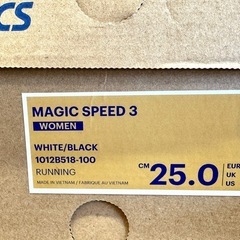 CS
MAGIC SPEED 3
WOMEN
WHITE/BLACK
1012B518-100
RUNNING
MADE IN VIETNAM / FABRIQUE AU VIETNAM
CM 25.0
EUR
UK
US